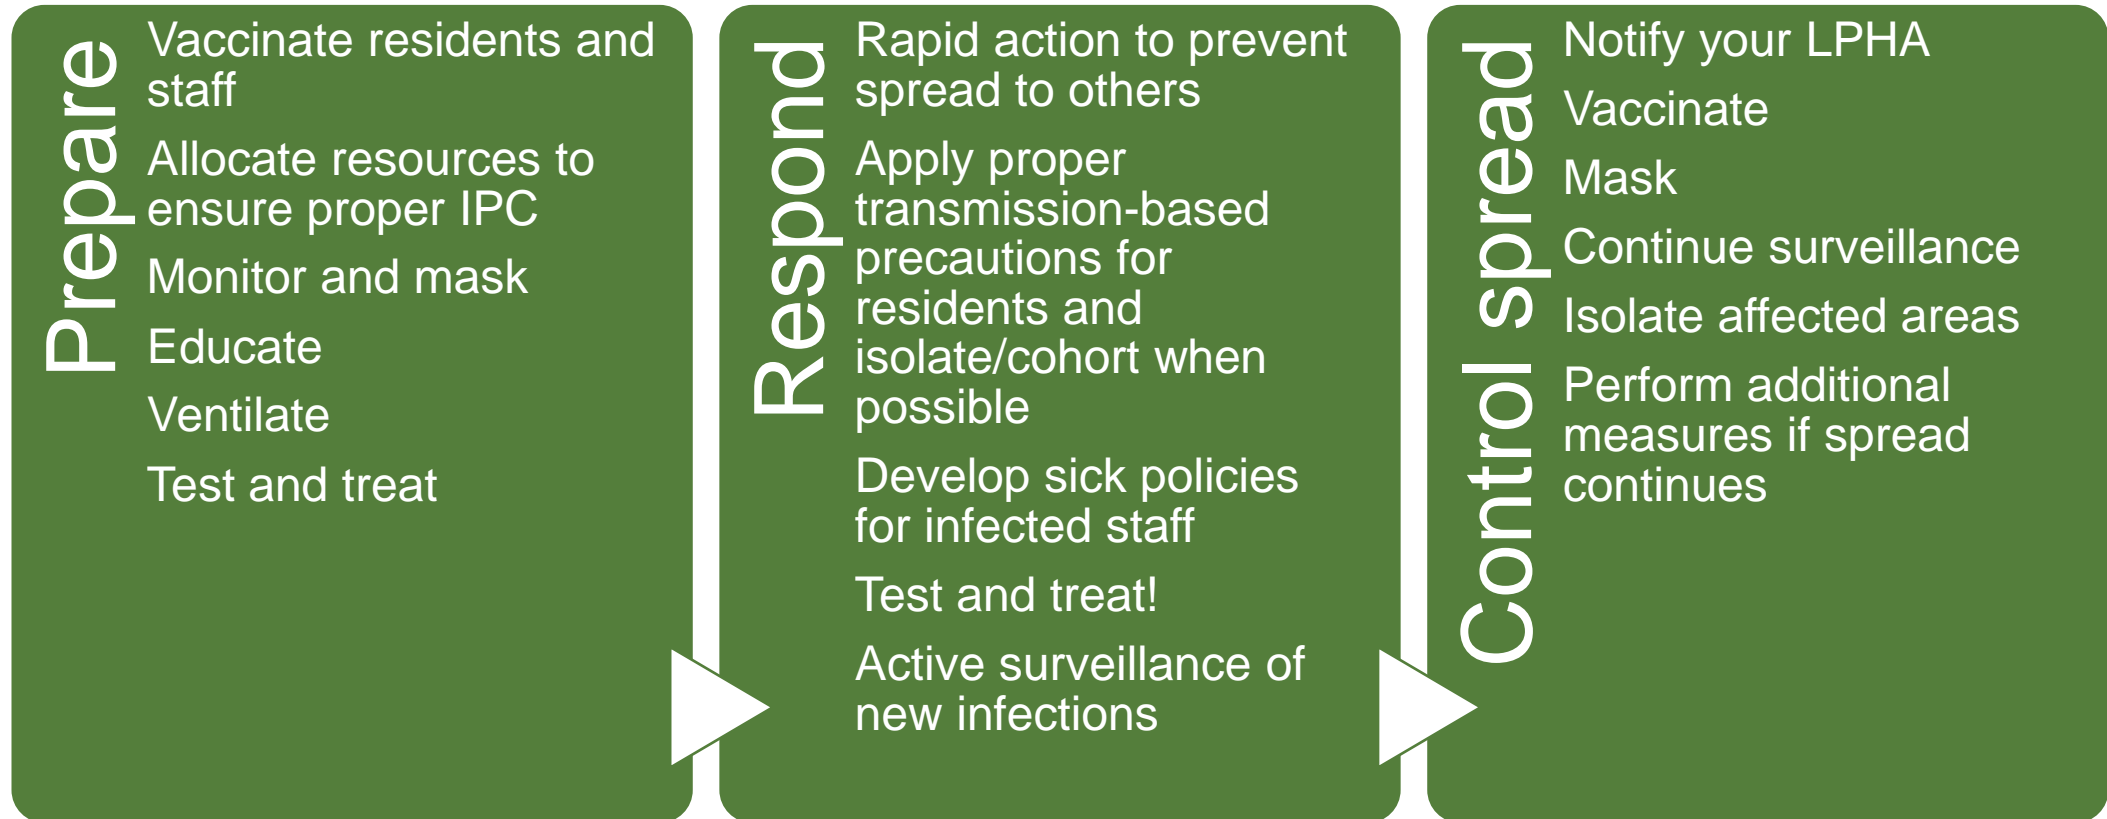 Prepare
Vaccinate residents and
staff
Allocate resources to
ensure proper IPC
Monitor and mask
Educate
Ventilate
Test and treat
Respond
Rapid action to prevent
spread to others
Apply proper
transmission-based
precautions for
residents and
isolate/cohort when
possible
Develop sick policies
for infected staff
Test and treat!
Active surveillance of
new infections
Control spread
Notify your LPHA
Vaccinate
Mask
Continue surveillance
Isolate affected areas
Perform additional
measures if spread
continues